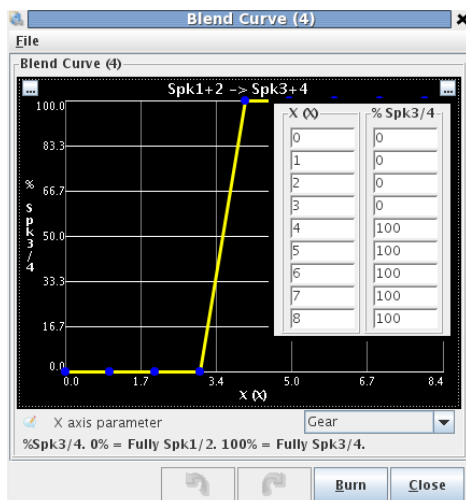 Blend Curve (4)
File
Blend Curve (4)
... Spk1+2 -> Spk3+4 ...
X (X) % Spk3/4
0 0
1 0
2 0
3 0
4 100
5 100
6 100
7 100
8 100
100.0
83.3
66.7
50.0
33.3
16.7
0.0
% Spk3/4
0.0 1.7 3.4 5.0 6.7 8.4
X (X)
X axis parameter Gear
%Spk3/4. 0% = Fully Spk1/2. 100% = Fully Spk3/4.
Burn Close